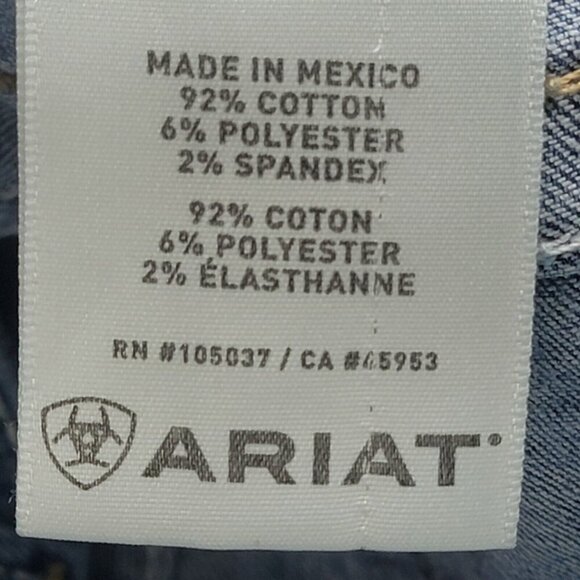 MADE IN MEXICO
92% COTTON
6% POLYESTER
2% SPANDEX
92% COTON
6% POLYESTER
2% ÉLASTHANNE
RN #105037 / CA #45953
ARIAT